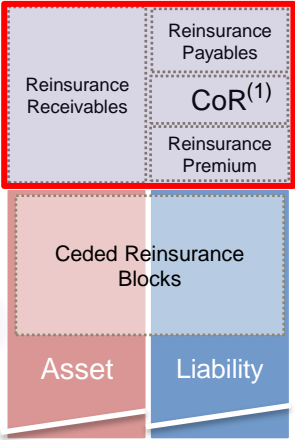 Reinsurance
Receivables
Reinsurance
Payables
CoR(1)
Reinsurance
Premium
Ceded Reinsurance
Blocks
Asset
Liability